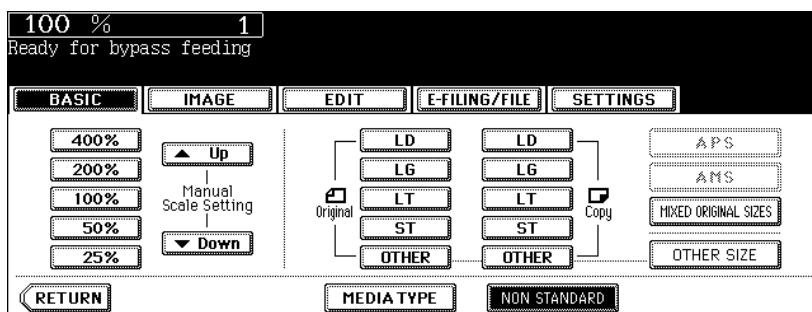 100 % 1
Ready for bypass feeding
BASIC IMAGE EDIT E-FILING/FILE SETTINGS
400%
200%
100%
50%
25%
Up
Manual
Scale Setting
Down
Original
LD
LG
LT
ST
OTHER
LD
LG
LT
ST
OTHER
Copy
APS
AMS
MIXED ORIGINAL SIZES
OTHER SIZE
RETURN MEDIA TYPE NON STANDARD